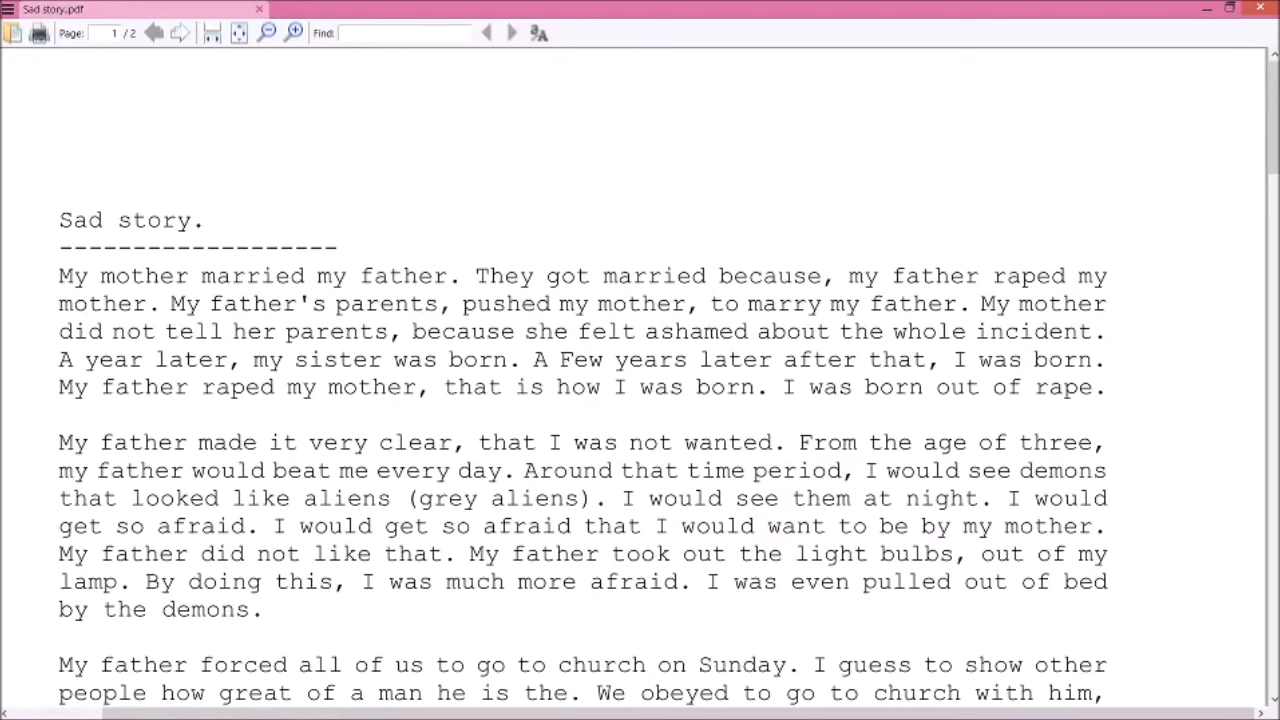 Sad story.pdf
Page: 1 / 2 Find:
Sad story.
-------------------
My mother married my father. They got married because, my father raped my
mother. My father's parents, pushed my mother, to marry my father. My mother
did not tell her parents, because she felt ashamed about the whole incident.
A year later, my sister was born. A Few years later after that, I was born.
My father raped my mother, that is how I was born. I was born out of rape.
My father made it very clear, that I was not wanted. From the age of three,
my father would beat me every day. Around that time period, I would see demons
that looked like aliens (grey aliens). I would see them at night. I would
get so afraid. I would get so afraid that I would want to be by my mother.
My father did not like that. My father took out the light bulbs, out of my
lamp. By doing this, I was much more afraid. I was even pulled out of bed
by the demons.
My father forced all of us to go to church on Sunday. I guess to show other
people how great of a man he is the. We obeyed to go to church with him,